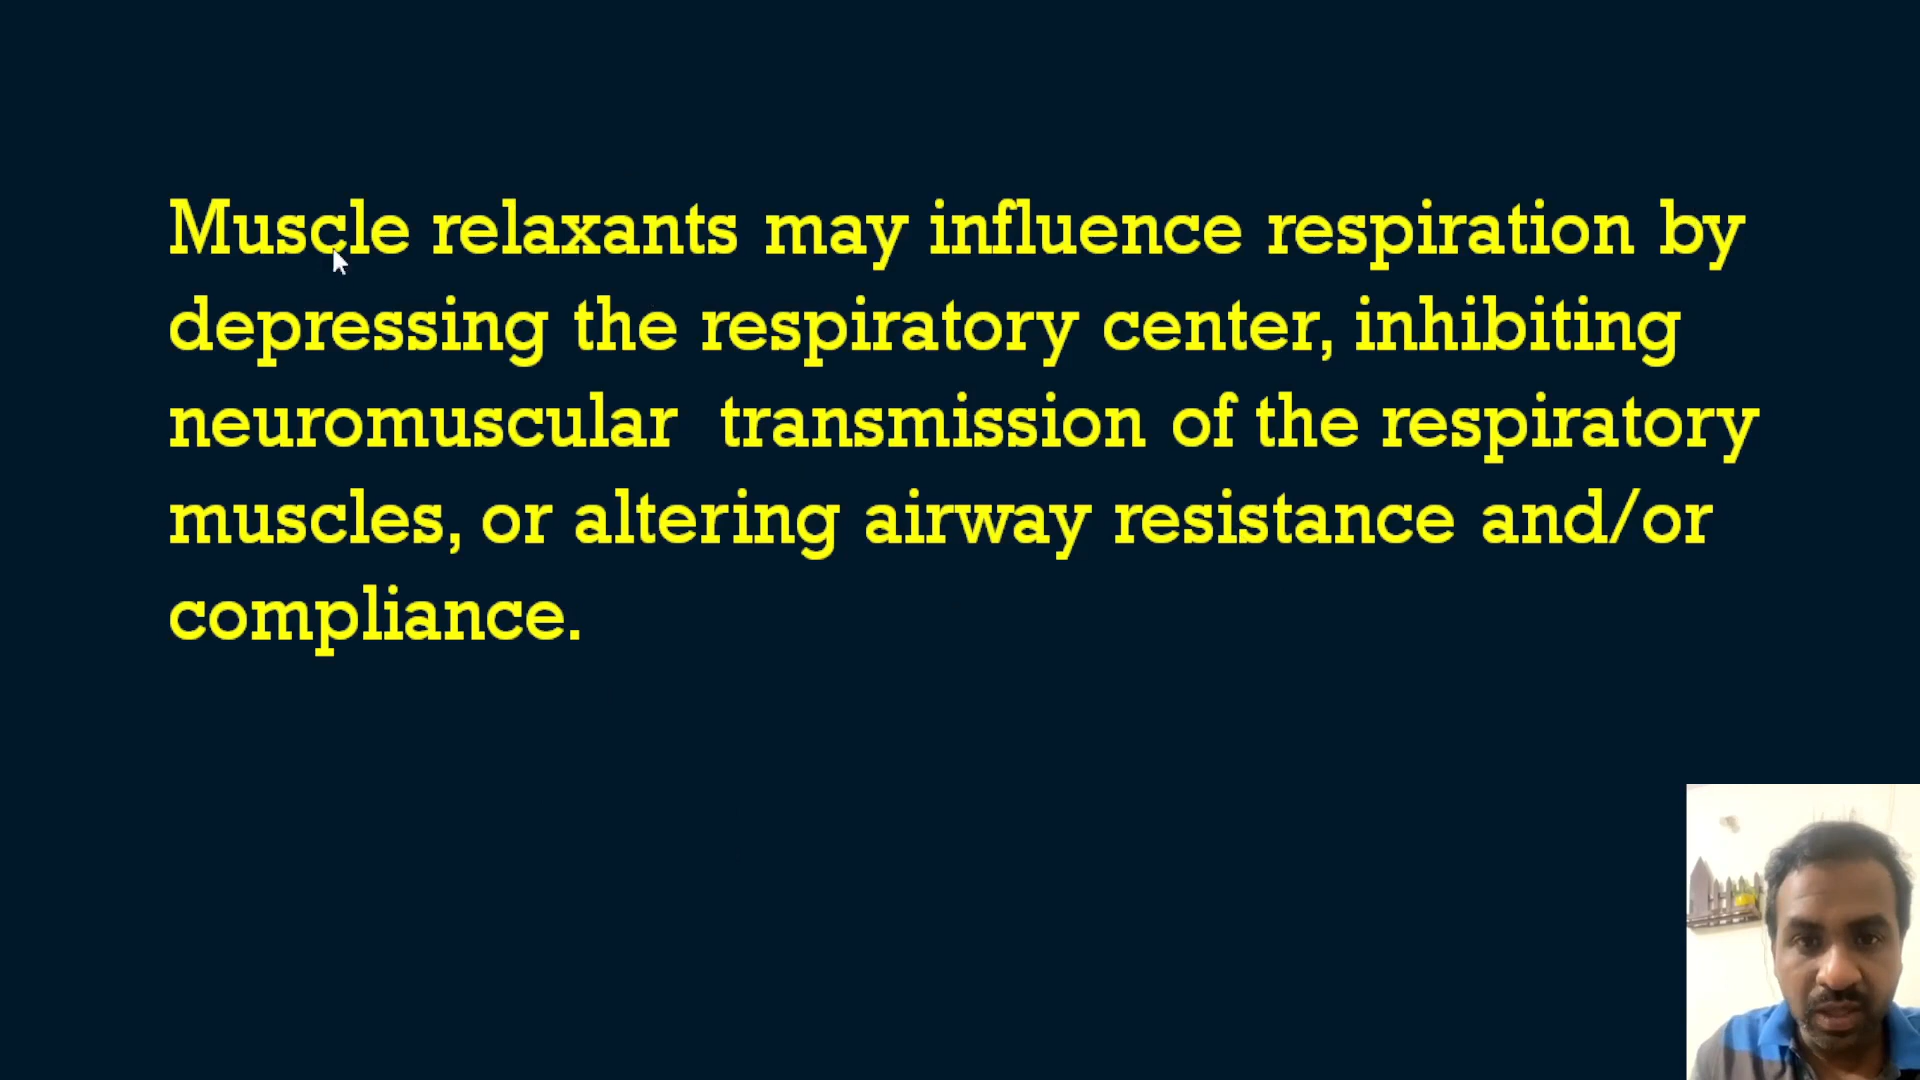 Muscle relaxants may influence respiration by
depressing the respiratory center, inhibiting
neuromuscular transmission of the respiratory
muscles, or altering airway resistance and/or
compliance.